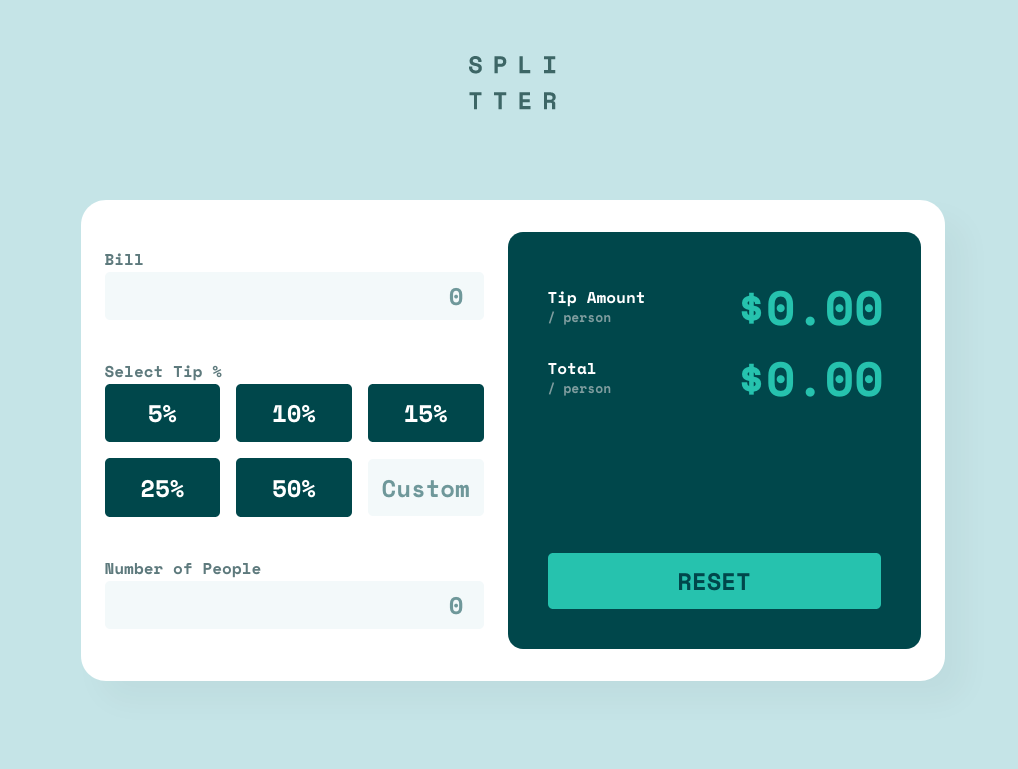 SPLI
TTER
Bill
0
Select Tip %
5%
10%
15%
25%
50%
Custom
Number of People
0
Tip Amount
/ person
$0.00
Total
/ person
$0.00
RESET